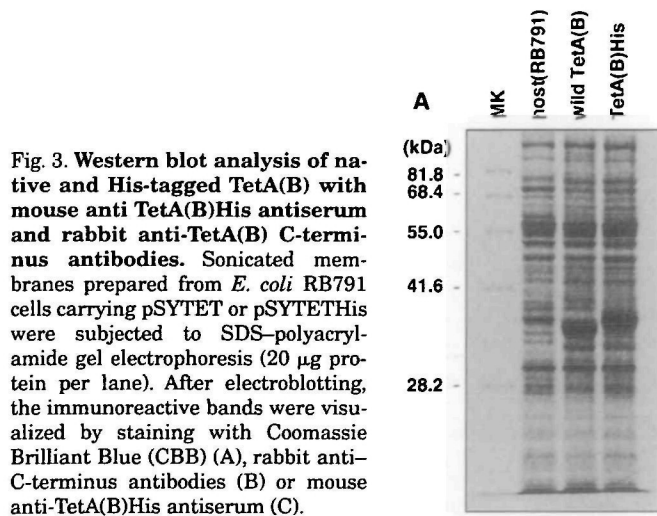 Fig. 3. Western blot analysis of na-
tive and His-tagged TetA(B) with
mouse anti TetA(B)His antiserum
and rabbit anti-TetA(B) C-termi-
nus antibodies. Sonicated mem-
branes prepared from E. coli RB791
cells carrying pSYTET or pSYTETHis
were subjected to SDS–polyacryl-
amide gel electrophoresis (20 μg pro-
tein per lane). After electroblotting,
the immunoreactive bands were visu-
alized by staining with Coomassie
Brilliant Blue (CBB) (A), rabbit anti–
C-terminus antibodies (B) or mouse
anti-TetA(B)His antiserum (C).
A
MK
host(RB791)
wild TetA(B)
TetA(B)His
(kDa)
81.8
68.4
55.0
41.6
28.2